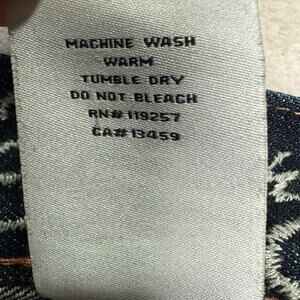 MACHINE WASH
WARM
TUMBLE DRY
DO NOT BLEACH
RN# 119257
CA# 13459